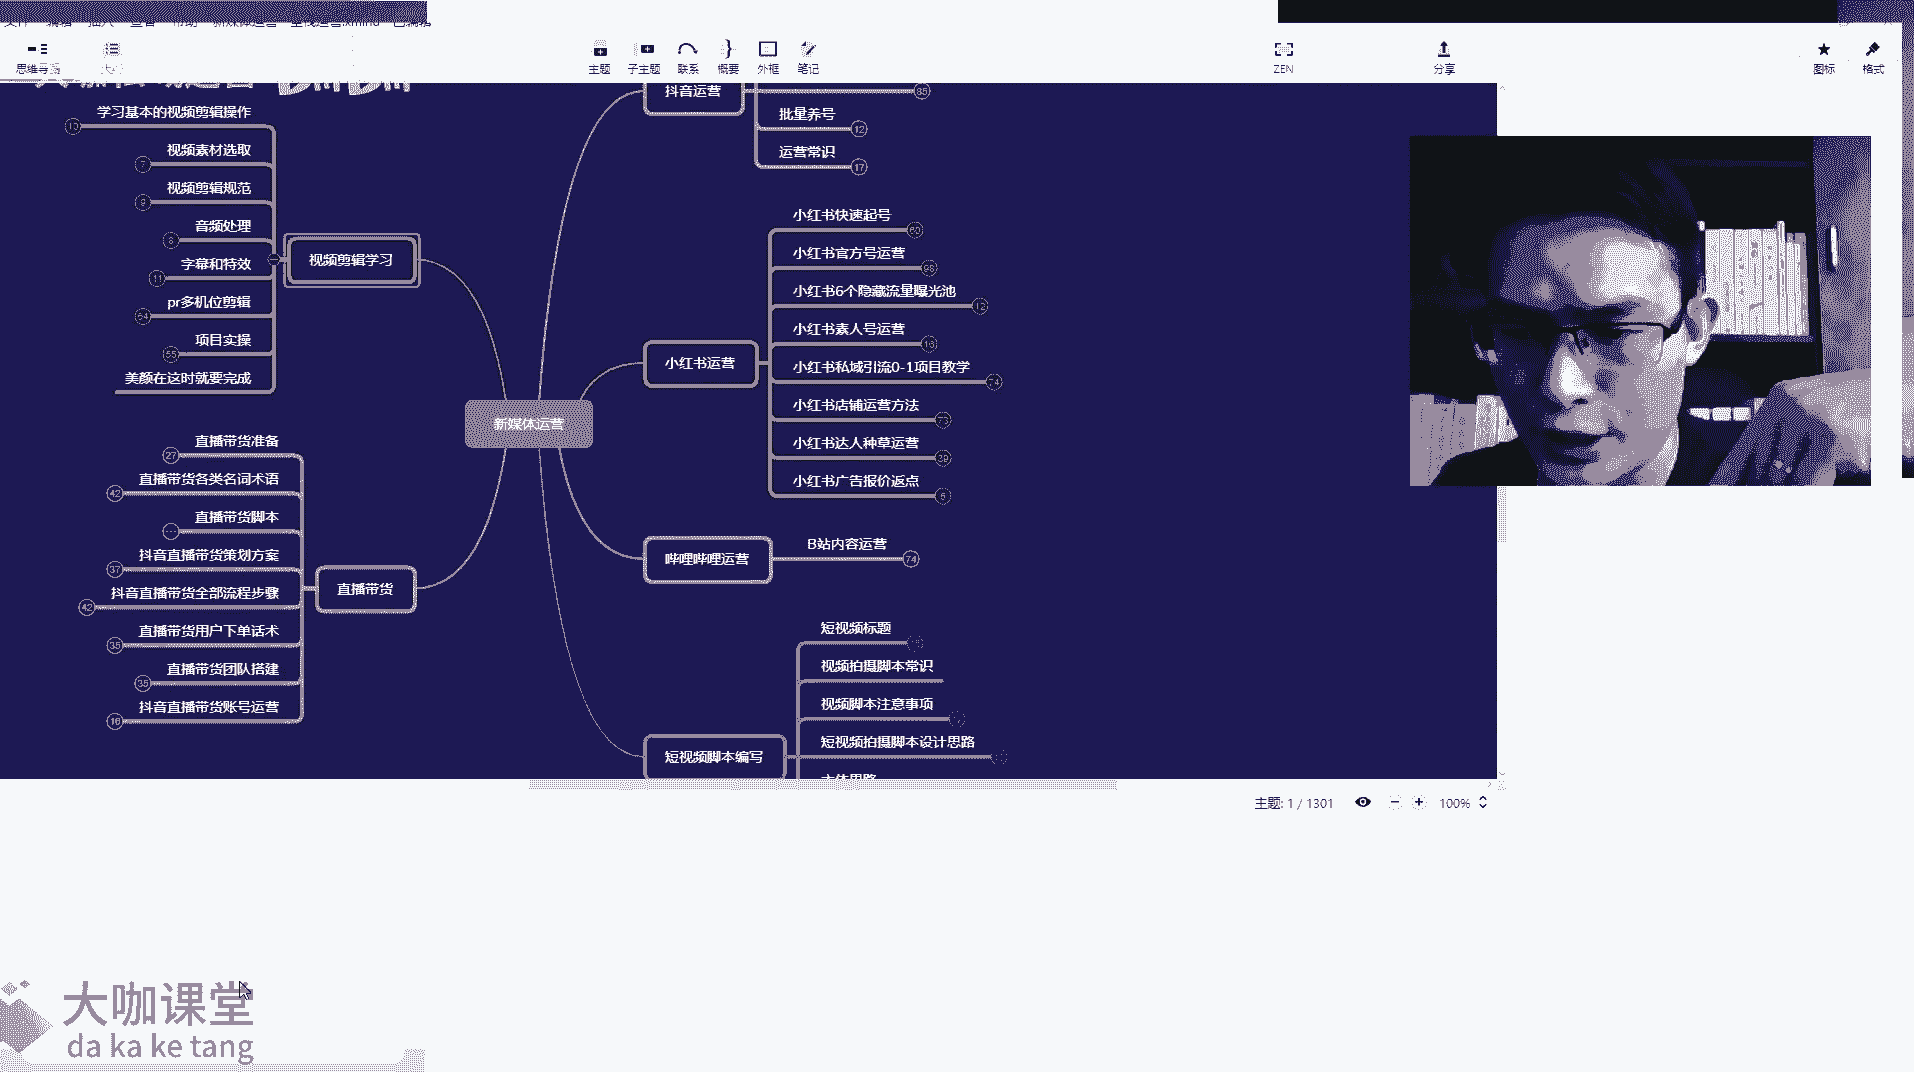 思维导图
主题
子主题
联系
概要
外框
笔记
ZEN
分享
图标
格式
学习基本的视频剪辑操作
10
视频素材选取
7
视频剪辑规范
9
音频处理
8
字幕和特效
11
pr多机位剪辑
54
项目实操
55
美颜在这时就要完成
视频剪辑学习
直播带货准备
27
直播带货各类名词术语
42
直播带货脚本
抖音直播带货策划方案
37
抖音直播带货全部流程步骤
42
直播带货用户下单话术
35
直播带货团队搭建
35
抖音直播带货账号运营
16
直播带货
新媒体运营
抖音运营
85
批量养号
12
运营常识
17
小红书运营
小红书快速起号
60
小红书官方号运营
98
小红书6个隐藏流量曝光池
12
小红书素人号运营
16
小红书私域引流0-1项目教学
74
小红书店铺运营方法
73
小红书达人种草运营
39
小红书广告报价返点
6
哔哩哔哩运营
B站内容运营
74
短视频脚本编写
短视频标题
视频拍摄脚本常识
视频脚本注意事项
短视频拍摄脚本设计思路
主题: 1 / 1301
100%
大咖课堂
da ka ke tang